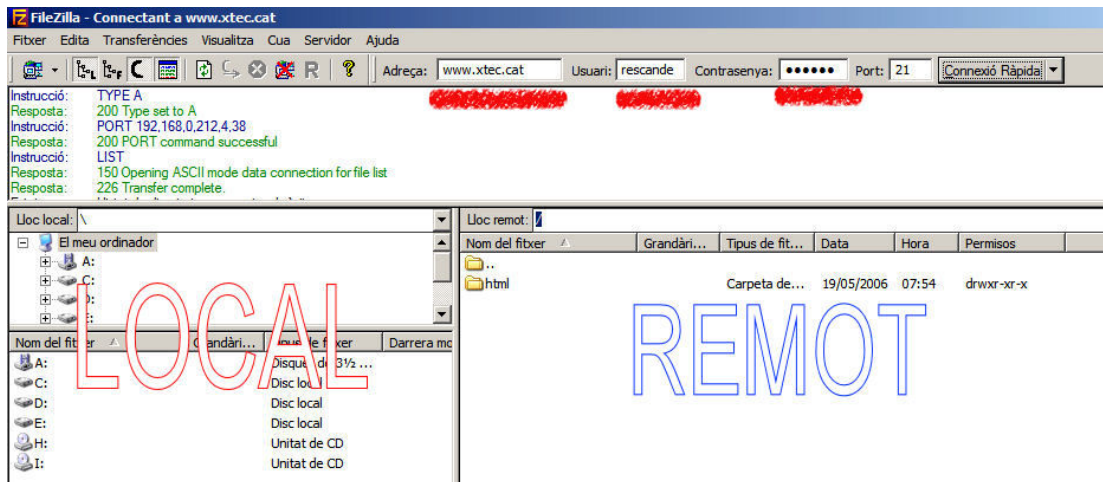 FileZilla - Connectant a www.xtec.cat
Fitxer Edita Transferències Visualitza Cua Servidor Ajuda
Adreça: www.xtec.cat Usuari: rescande Contrasenya: •••••• Port: 21 Connexió Ràpida
Instrucció: TYPE A
Resposta: 200 Type set to A
Instrucció: PORT 192,168,0,212,4,38
Resposta: 200 PORT command successful
Instrucció: LIST
Resposta: 150 Opening ASCII mode data connection for file list
Resposta: 226 Transfer complete.
Lloc local: \
El meu ordinador
A:
C:
D:
E:
LOCAL
Nom del fitxer Grandàri... Tipus de fitxer Darrera mo
A: Disquet de 3½ ...
C: Disc local
D: Disc local
E: Disc local
H: Unitat de CD
I: Unitat de CD
Lloc remot: /
Nom del fitxer Grandàri... Tipus de fit... Data Hora Permisos
..
html Carpeta de... 19/05/2006 07:54 drwxr-xr-x
REMOT